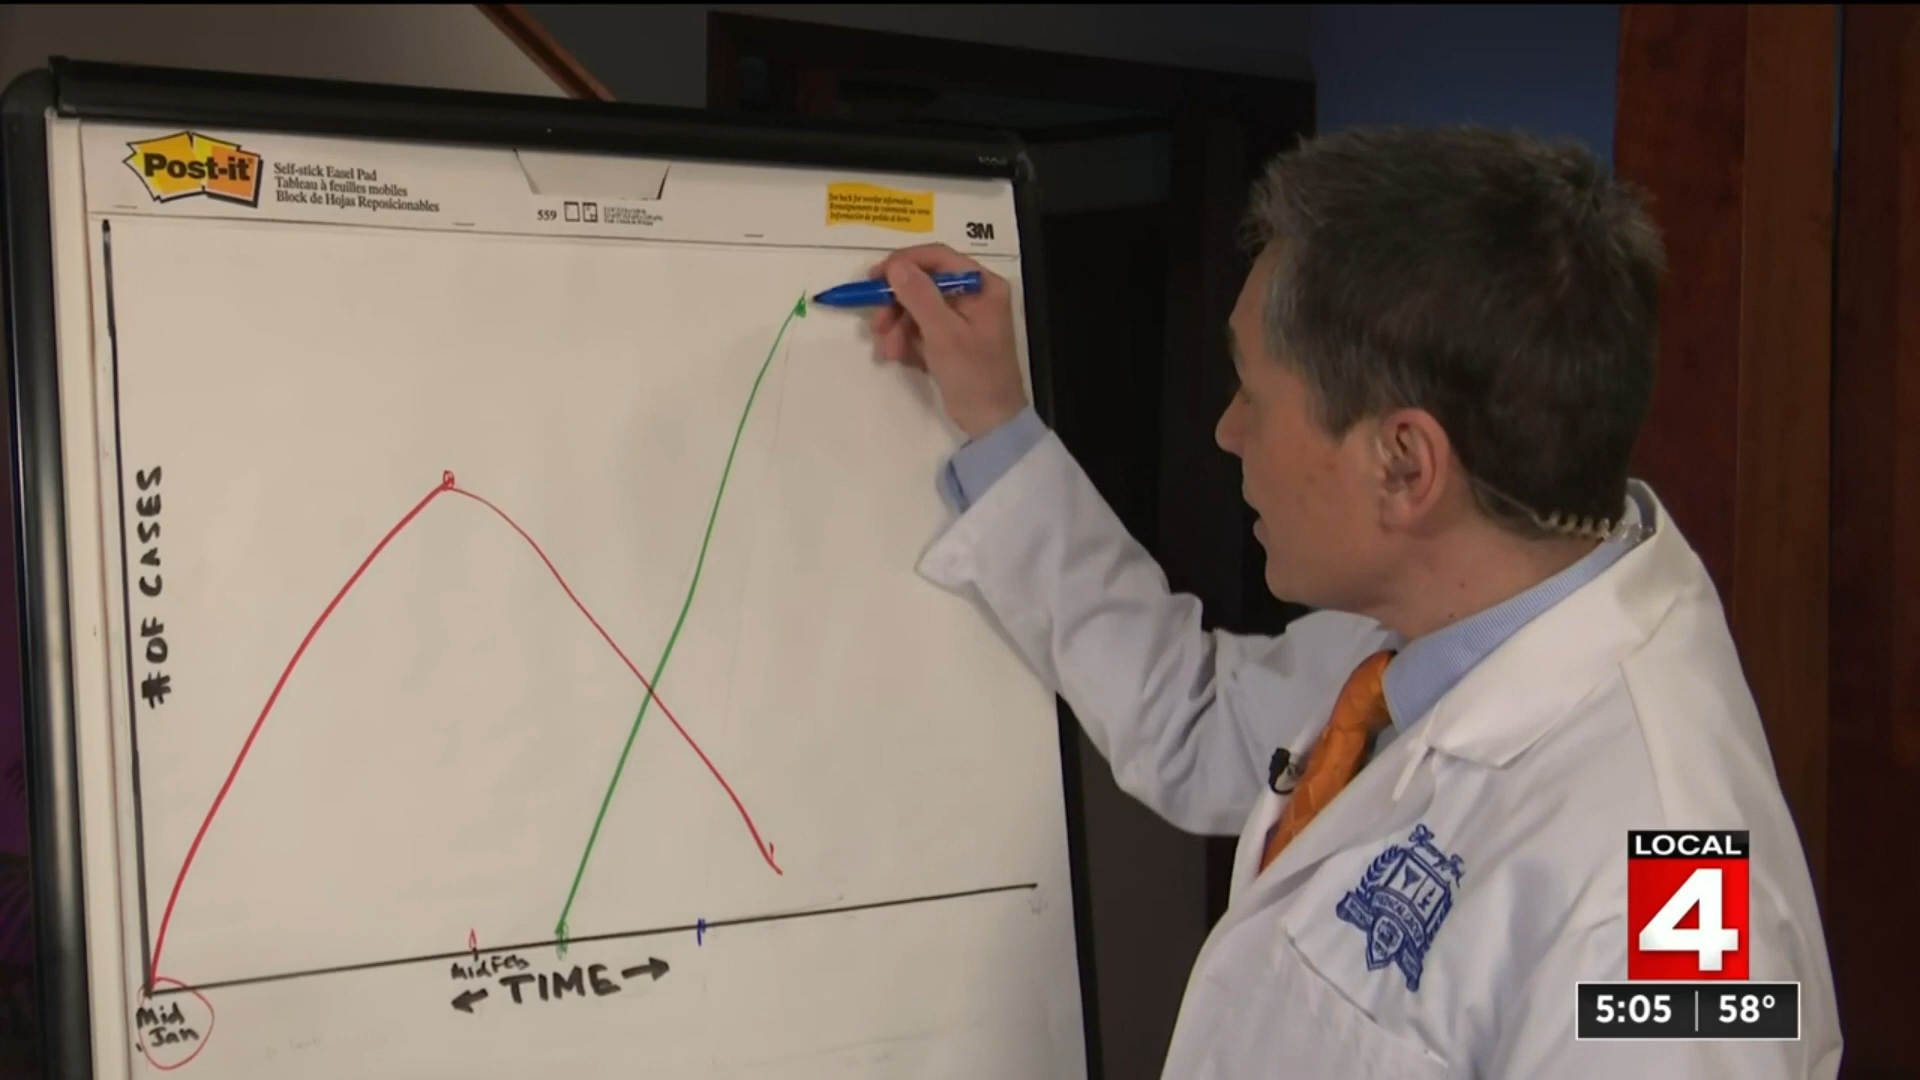 Post-it
Self-stick Easel Pad
Tableau à feuilles mobiles
Block de Hojas Reposicionables
559
3M
# OF CASES
Mid Feb
← TIME →
Mid
Jan
LOCAL
4
5:05 | 58°